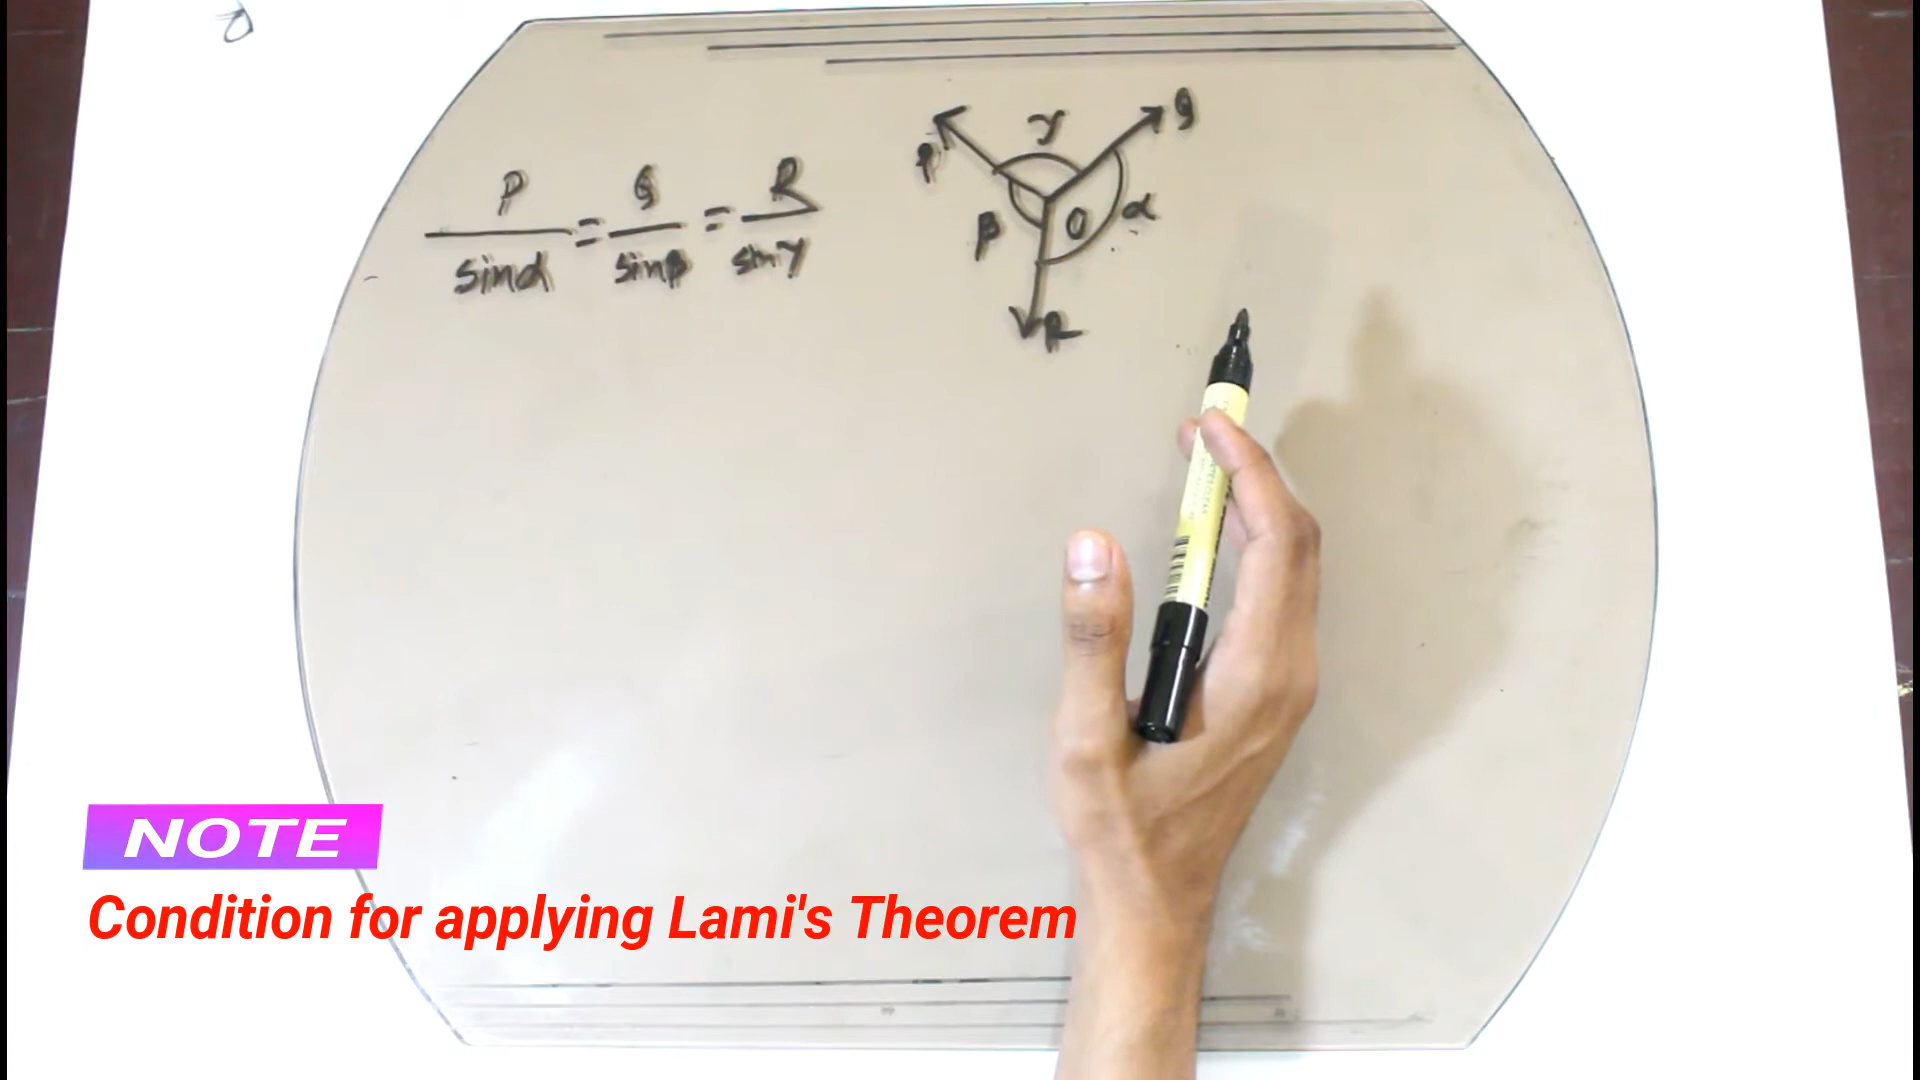 P / sinα = Q / sinβ = R / sinγ
P γ Q
β O α
R
NOTE
Condition for applying Lami's Theorem